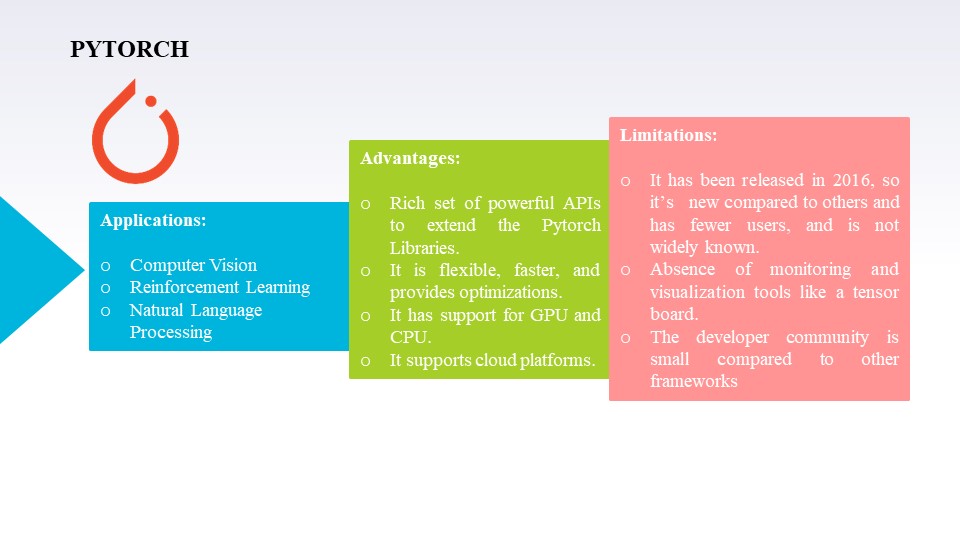 PYTORCH
Applications:
o Computer Vision
o Reinforcement Learning
o Natural Language
Processing
Advantages:
o Rich set of powerful APIs
to extend the Pytorch
Libraries.
o It is flexible, faster, and
provides optimizations.
o It has support for GPU and
CPU.
o It supports cloud platforms.
Limitations:
o It has been released in 2016, so
it’s new compared to others and
has fewer users, and is not
widely known.
o Absence of monitoring and
visualization tools like a tensor
board.
o The developer community is
small compared to other
frameworks